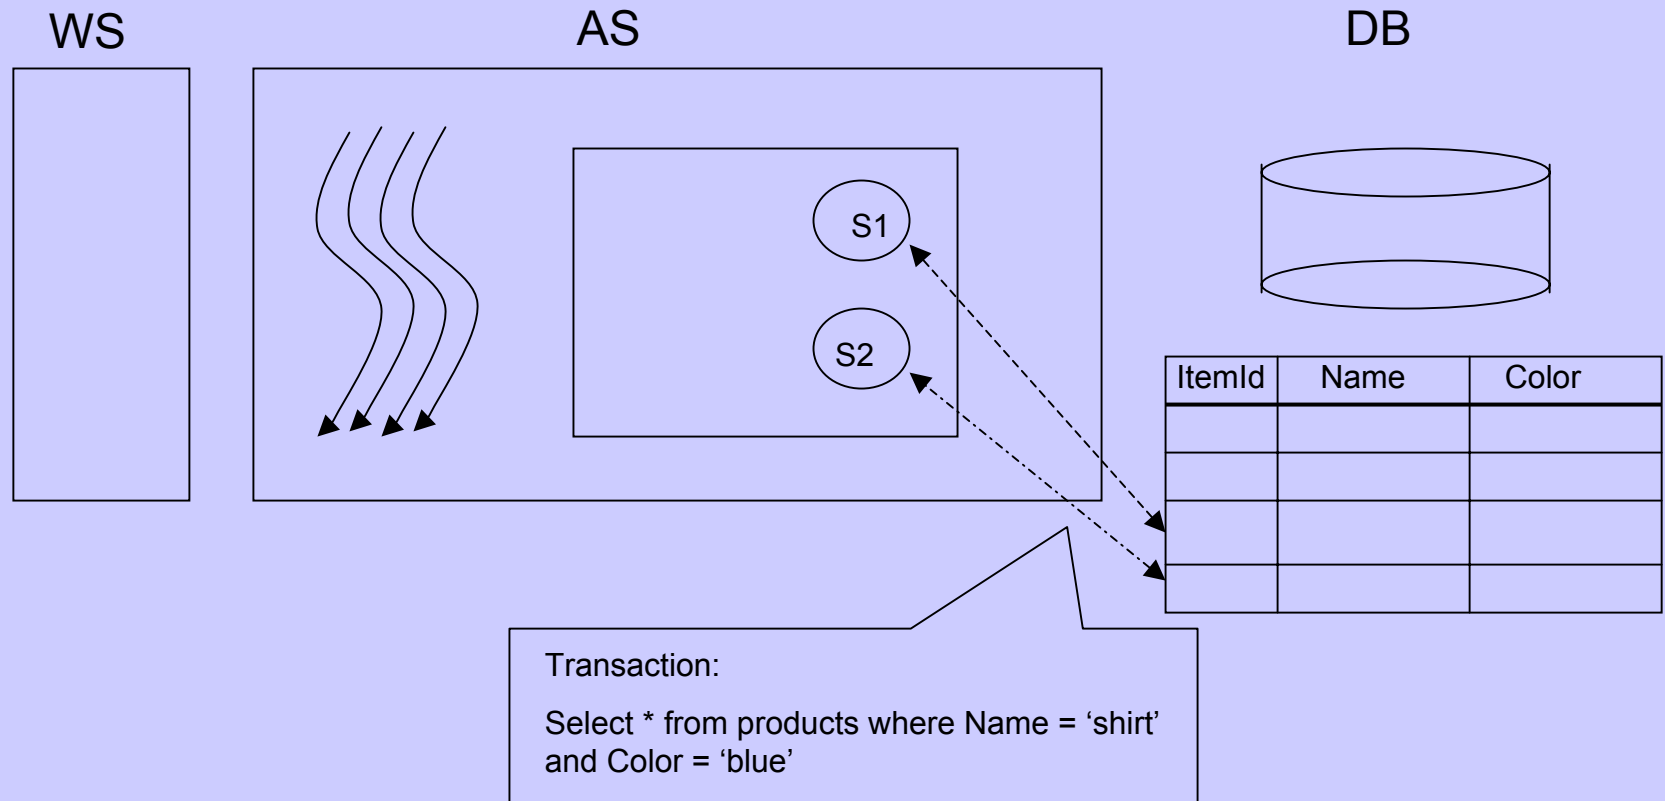 WS AS DB
S1
S2
ItemId Name Color
Transaction:
Select * from products where Name = ‘shirt’
and Color = ‘blue’